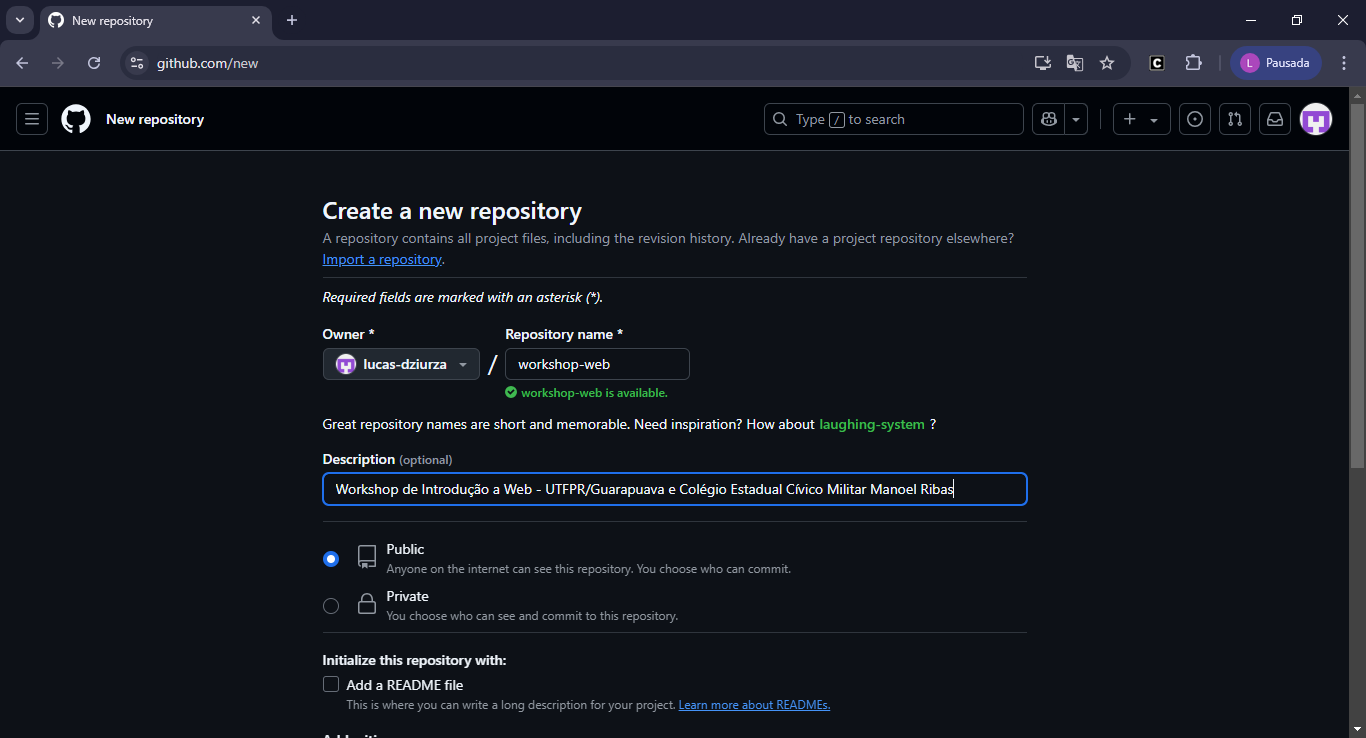 New repository
github.com/new
L Pausada
New repository
Type / to search
Create a new repository
A repository contains all project files, including the revision history. Already have a project repository elsewhere?
Import a repository.
Required fields are marked with an asterisk (*).
Owner * Repository name *
lucas-dziurza / workshop-web
workshop-web is available.
Great repository names are short and memorable. Need inspiration? How about laughing-system ?
Description (optional)
Workshop de Introdução a Web - UTFPR/Guarapuava e Colégio Estadual Cívico Militar Manoel Ribas
Public
Anyone on the internet can see this repository. You choose who can commit.
Private
You choose who can see and commit to this repository.
Initialize this repository with:
Add a README file
This is where you can write a long description for your project. Learn more about READMEs.